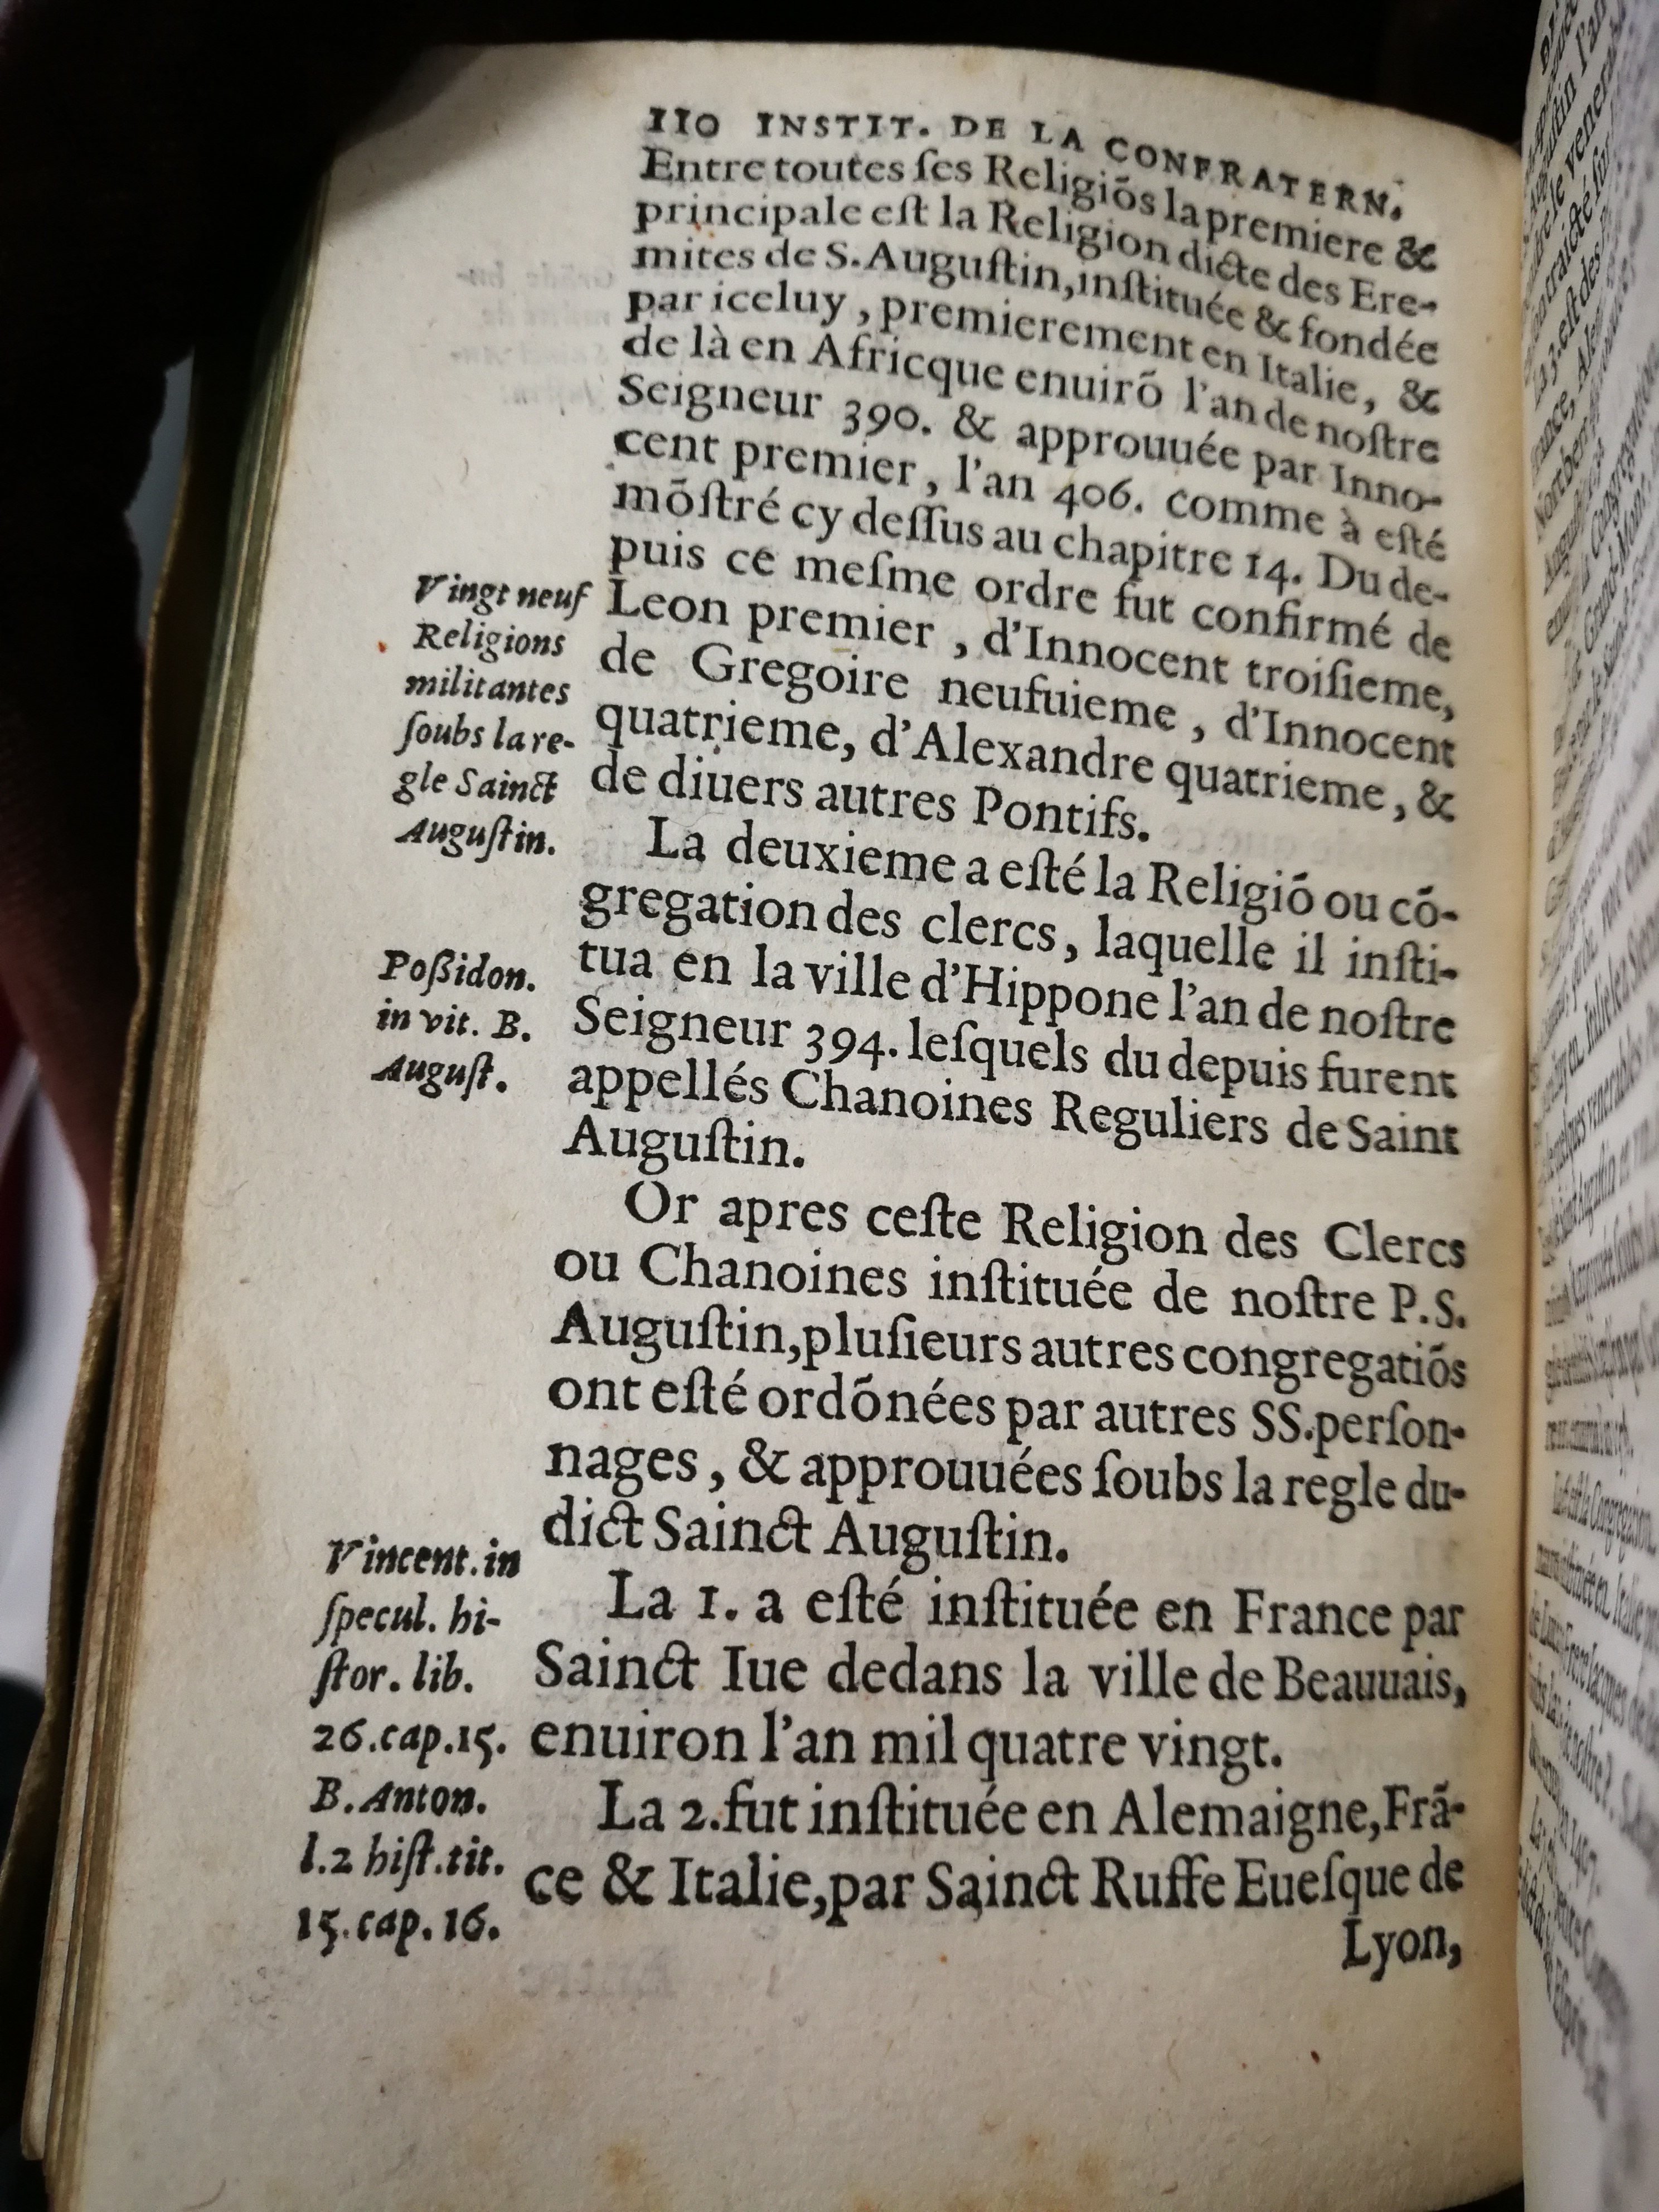 110 INSTIT. DE LA CONFRATERN.
Entre toutes ſes Religiõs la premiere &
principale eſt la Religion dicte des Ere-
mites de S. Auguſtin, inſtituée & fondée
par iceluy, premierement en Italie, &
de là en Africque enuirõ l'an de noſtre
Seigneur 390. & approuuée par Inno-
cent premier, l'an 406. comme à eſté
mõſtré cy deſſus au chapitre 14. Du de-
puis ce meſme ordre fut confirmé de
Leon premier, d'Innocent troiſieme,
de Gregoire neufuieme, d'Innocent
quatrieme, d'Alexandre quatrieme, &
de diuers autres Pontifs.
Vingt neuf
Religions
militantes
ſoubs la re-
gle Sainct
Auguſtin.
La deuxieme a eſté la Religiõ ou cõ-
gregation des clercs, laquelle il inſti-
tua en la ville d'Hippone l'an de noſtre
Seigneur 394. leſquels du depuis furent
appellés Chanoines Reguliers de Saint
Auguſtin.
Poßidon.
in vit. B.
Auguſt.
Or apres ceſte Religion des Clercs
ou Chanoines inſtituée de noſtre P. S.
Auguſtin, pluſieurs autres congregatiõs
ont eſté ordõnées par autres SS. perſon-
nages, & approuuées ſoubs la regle du-
dict Sainct Auguſtin.
La 1. a eſté inſtituée en France par
Sainct Iue dedans la ville de Beauuais,
enuiron l'an mil quatre vingt.
La 2. fut inſtituée en Alemaigne, Frã-
ce & Italie, par Sainct Ruffe Eueſque de
Lyon,
Vincent. in
ſpecul. hi-
ſtor. lib.
26. cap. 15.
B. Anton.
l. 2 hiſt. tit.
15. cap. 16.